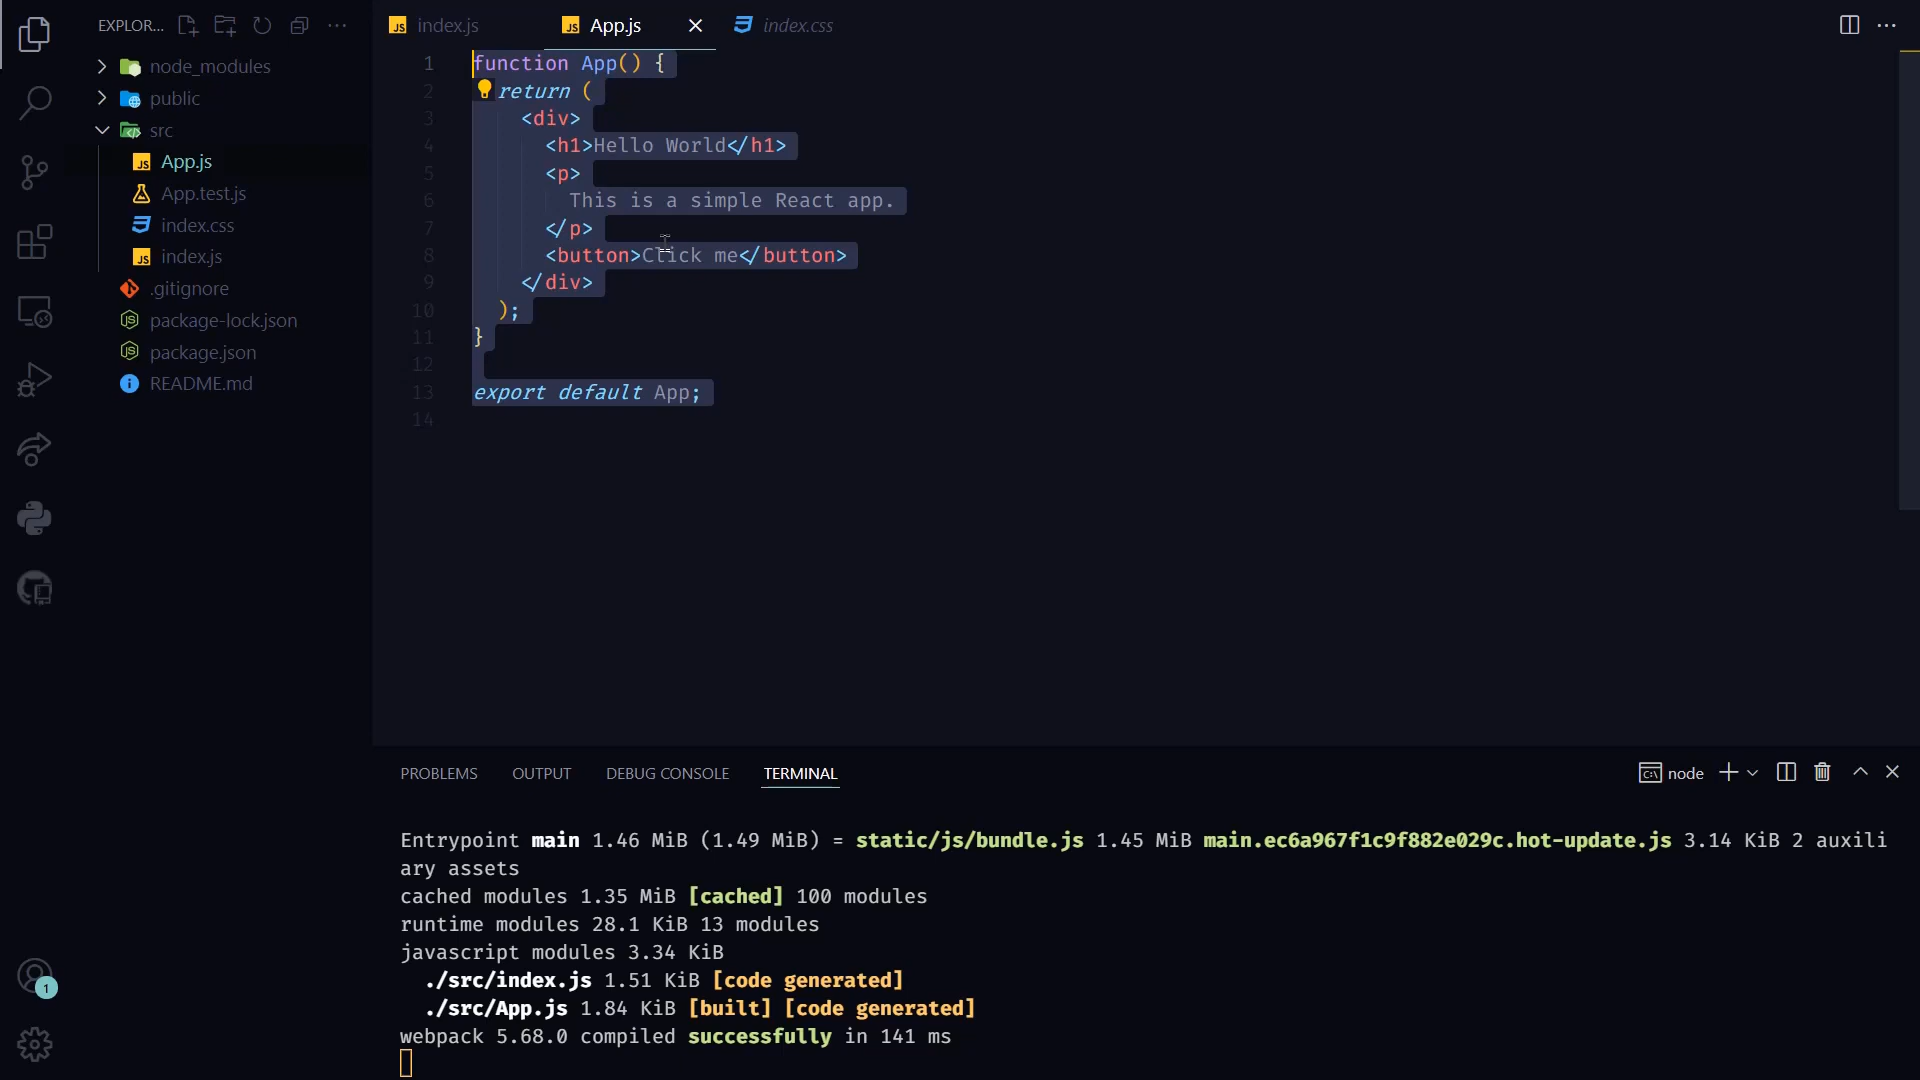 EXPLOR...
node_modules
public
src
App.js
App.test.js
index.css
index.js
.gitignore
package-lock.json
package.json
README.md
1
index.js
App.js
index.css
1 function App() {
2 return (
3 <div>
4 <h1>Hello World</h1>
5 <p>
6 This is a simple React app.
7 </p>
8 <button>Click me</button>
9 </div>
10 );
11 }
12
13 export default App;
14
PROBLEMS OUTPUT DEBUG CONSOLE TERMINAL
node
Entrypoint main 1.46 MiB (1.49 MiB) = static/js/bundle.js 1.45 MiB main.ec6a967f1c9f882e029c.hot-update.js 3.14 KiB 2 auxili
ary assets
cached modules 1.35 MiB [cached] 100 modules
runtime modules 28.1 KiB 13 modules
javascript modules 3.34 KiB
./src/index.js 1.51 KiB [code generated]
./src/App.js 1.84 KiB [built] [code generated]
webpack 5.68.0 compiled successfully in 141 ms